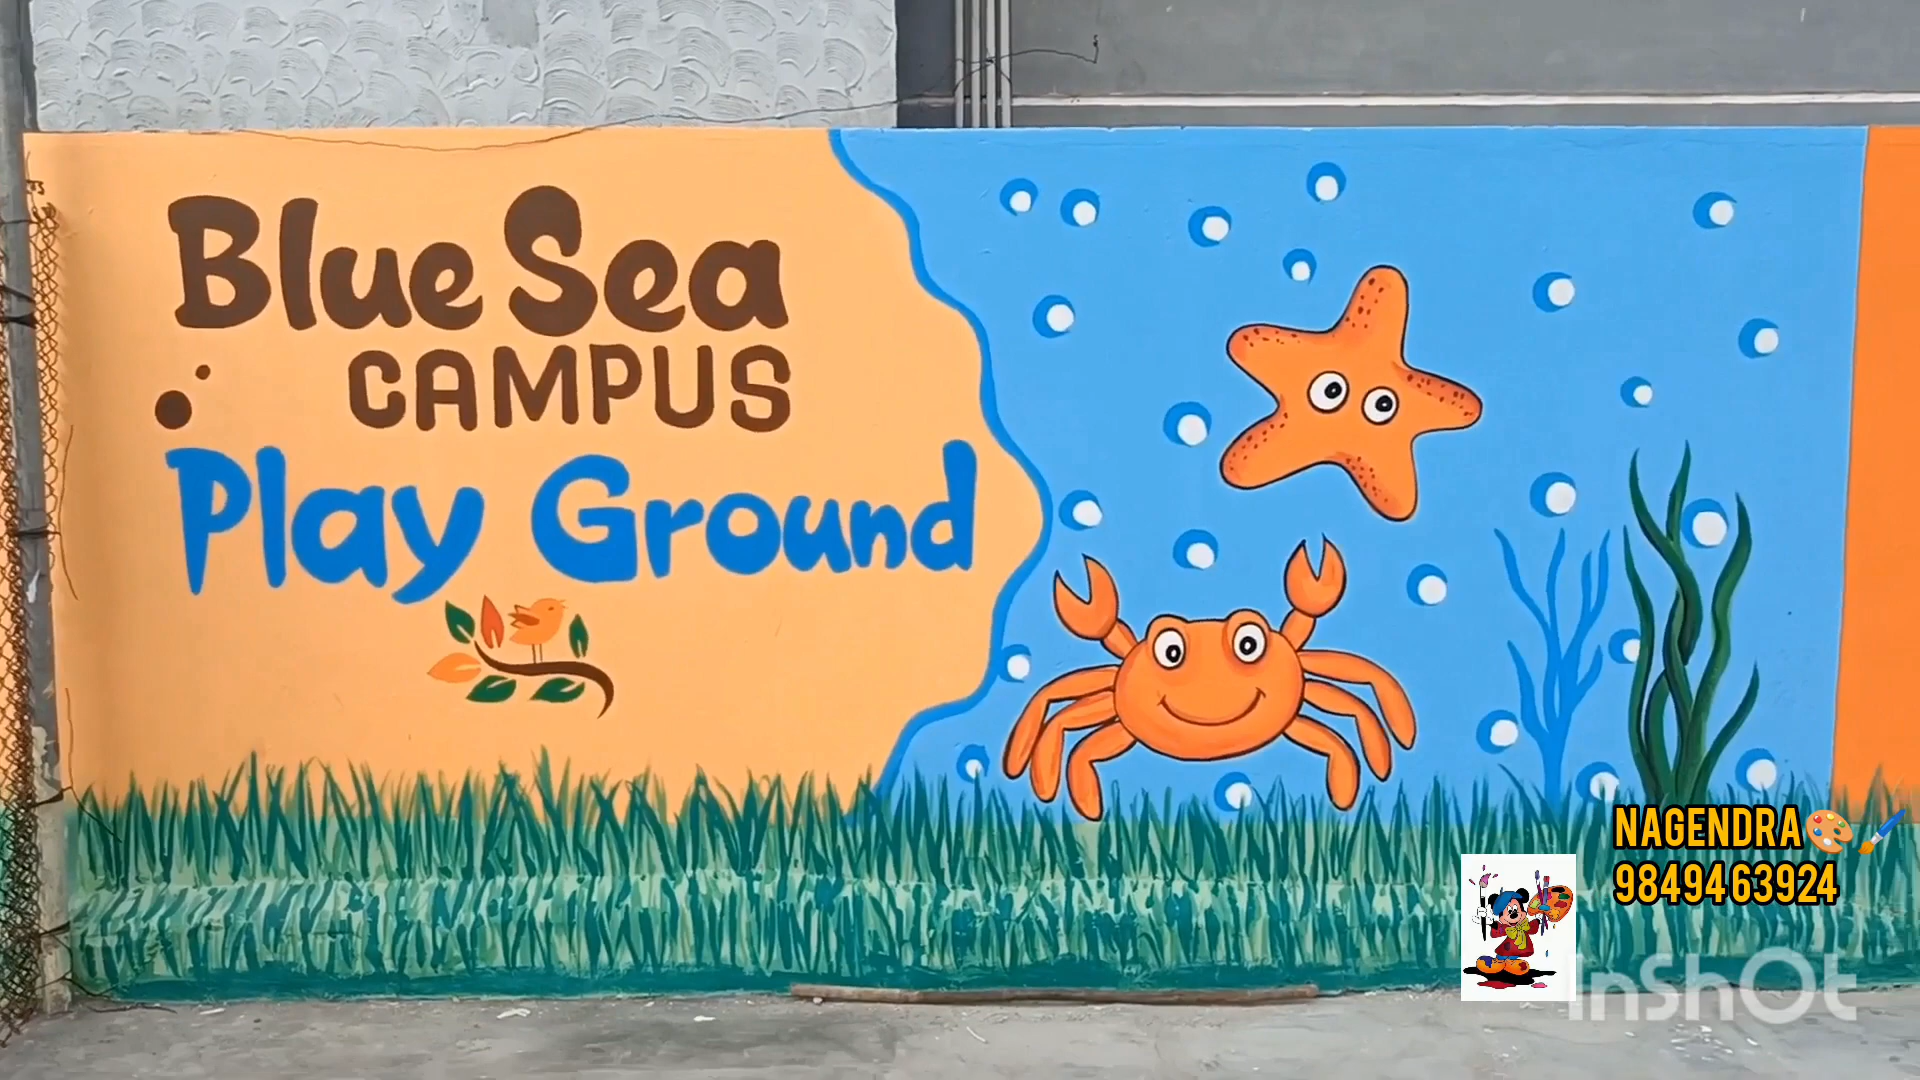 Blue Sea
CAMPUS
Play Ground
NAGENDRA🎨🖌️
9849463924
InShOt